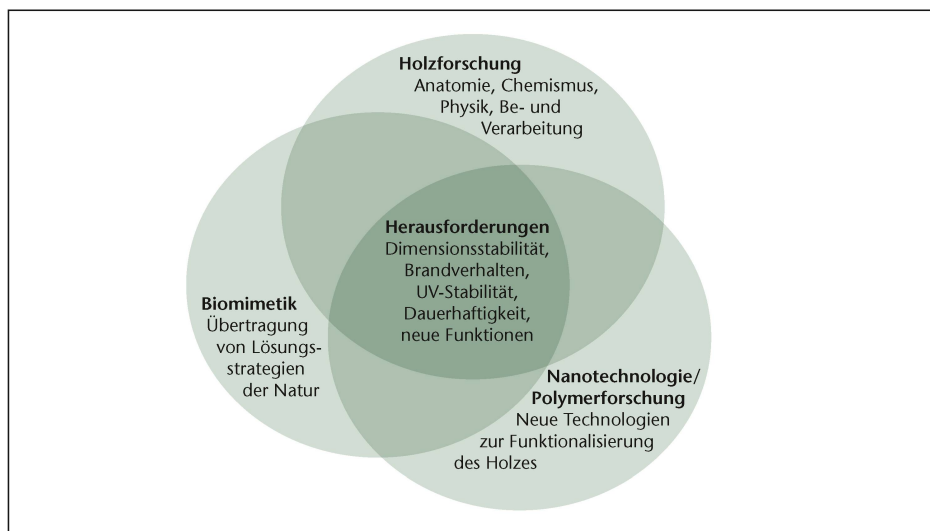 Holzforschung
Anatomie, Chemismus,
Physik, Be- und
Verarbeitung
Herausforderungen
Dimensionsstabilität,
Brandverhalten,
UV-Stabilität,
Dauerhaftigkeit,
neue Funktionen
Biomimetik
Übertragung
von Lösungs-
strategien
der Natur
Nanotechnologie/
Polymerforschung
Neue Technologien
zur Funktionalisierung
des Holzes